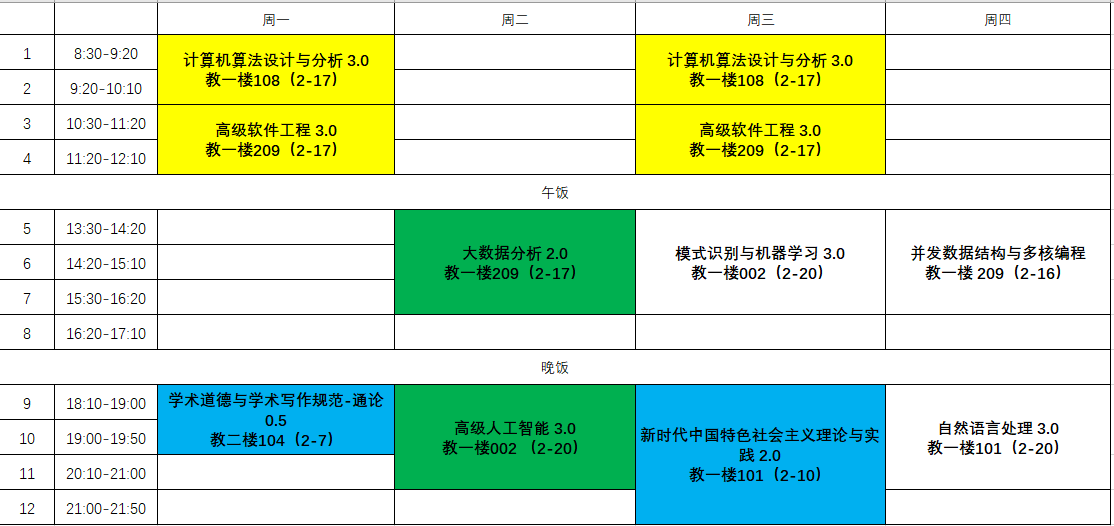 周一 周二 周三 周四
1 8:30-9:20
计算机算法设计与分析 3.0
教一楼108（2-17）
计算机算法设计与分析 3.0
教一楼108（2-17）
2 9:20-10:10
3 10:30-11:20
高级软件工程 3.0
教一楼209（2-17）
高级软件工程 3.0
教一楼209（2-17）
4 11:20-12:10
午饭
5 13:30-14:20
大数据分析 2.0
教一楼209（2-17）
模式识别与机器学习 3.0
教一楼002（2-20）
并发数据结构与多核编程
教一楼 209（2-16）
6 14:20-15:10
7 15:30-16:20
8 16:20-17:10
晚饭
9 18:10-19:00
学术道德与学术写作规范-通论
0.5
教二楼104（2-7）
高级人工智能 3.0
教一楼002 （2-20）
新时代中国特色社会主义理论与实
践 2.0
教一楼101（2-10）
自然语言处理 3.0
教一楼101（2-20）
10 19:00-19:50
11 20:10-21:00
12 21:00-21:50